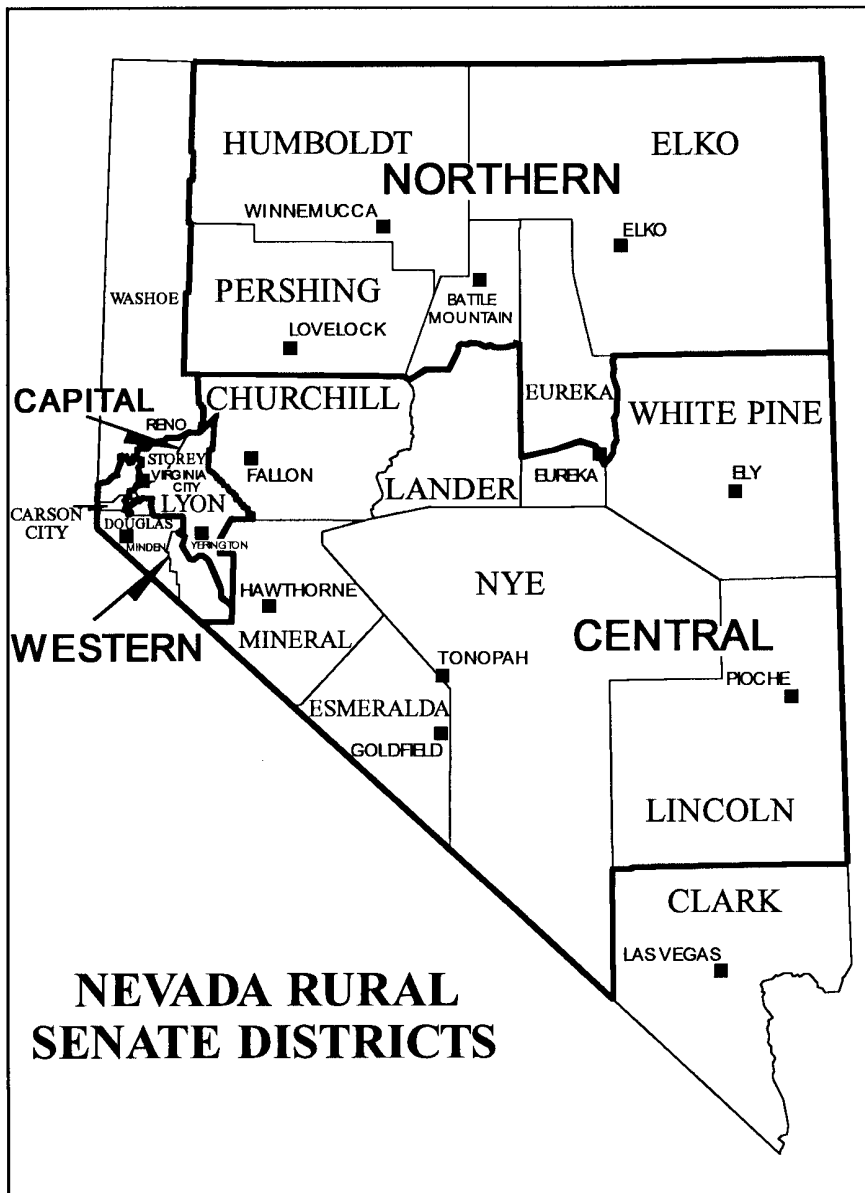 HUMBOLDT
ELKO
NORTHERN
WINNEMUCCA
ELKO
WASHOE
PERSHING
BATTLE
MOUNTAIN
LOVELOCK
CAPITAL
CHURCHILL
EUREKA
WHITE PINE
RENO
STOREY
VIRGINIA
CITY
FALLON
EUREKA
ELY
LYON
LANDER
CARSON
CITY
DOUGLAS
MINDEN
YERINGTON
NYE
HAWTHORNE
WESTERN
MINERAL
CENTRAL
TONOPAH
PIOCHE
ESMERALDA
GOLDFIELD
LINCOLN
CLARK
LAS VEGAS
NEVADA RURAL
SENATE DISTRICTS